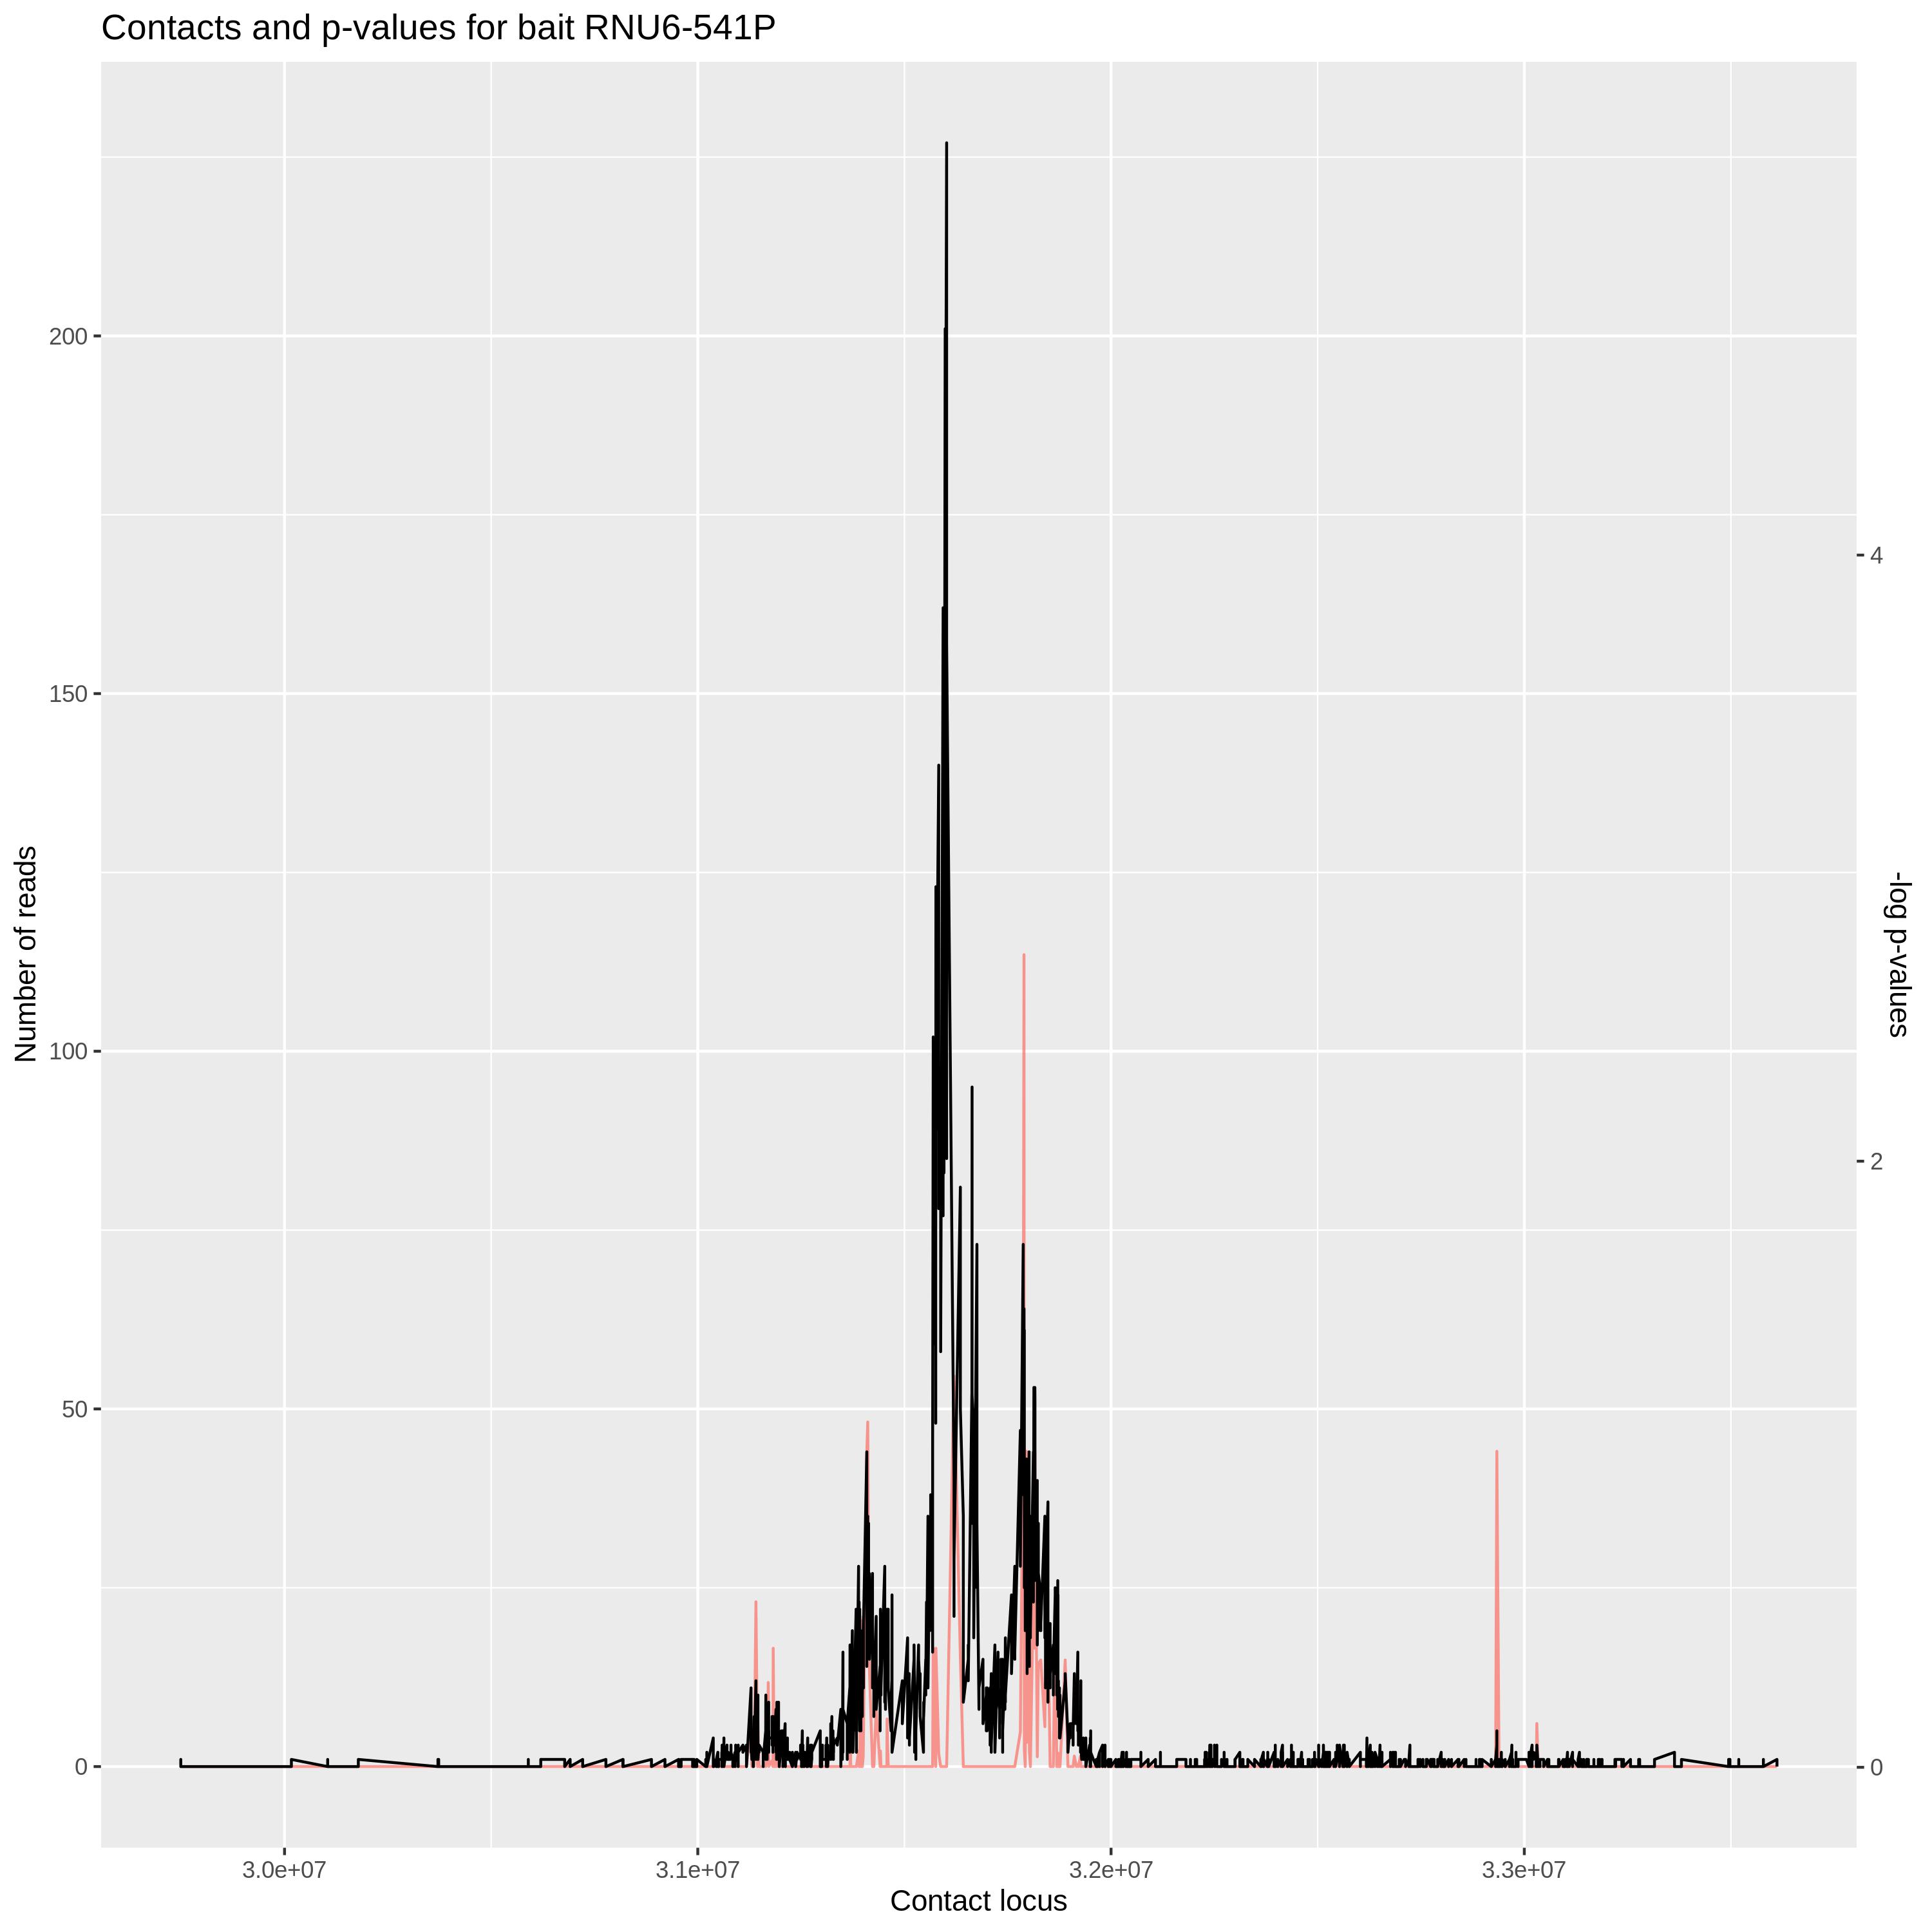 Contacts and p-values for bait RNU6-541P
200
150
100
50
0
Number of reads
4
2
0
-log p-values
3.0e+07
3.1e+07
3.2e+07
3.3e+07
Contact locus